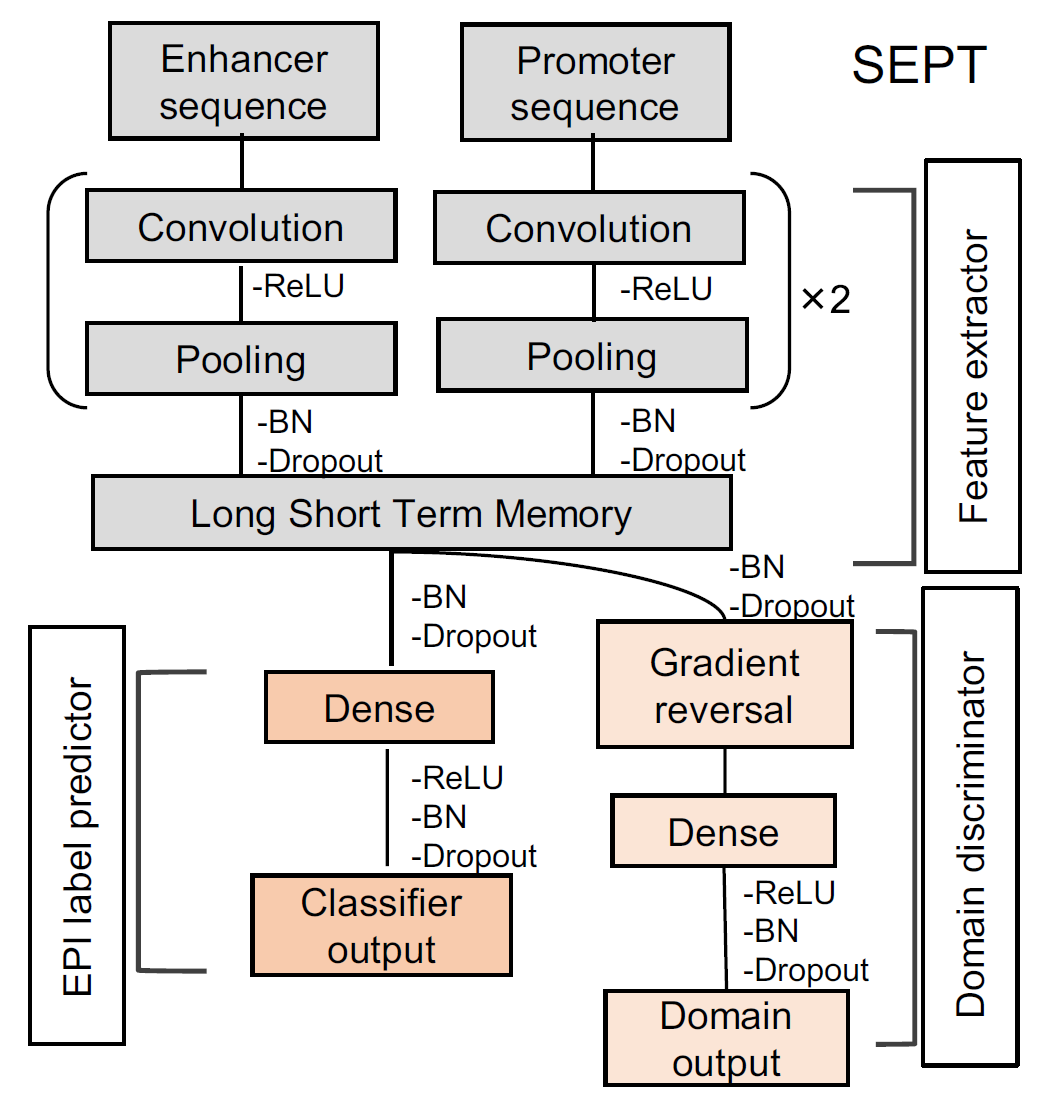 SEPT
Enhancer
sequence
Promoter
sequence
Convolution
Convolution
-ReLU
-ReLU
×2
Pooling
Pooling
-BN
-Dropout
-BN
-Dropout
Long Short Term Memory
Feature extractor
-BN
-Dropout
-BN
-Dropout
EPI label predictor
Dense
-ReLU
-BN
-Dropout
Classifier
output
Gradient
reversal
Dense
-ReLU
-BN
-Dropout
Domain
output
Domain discriminator